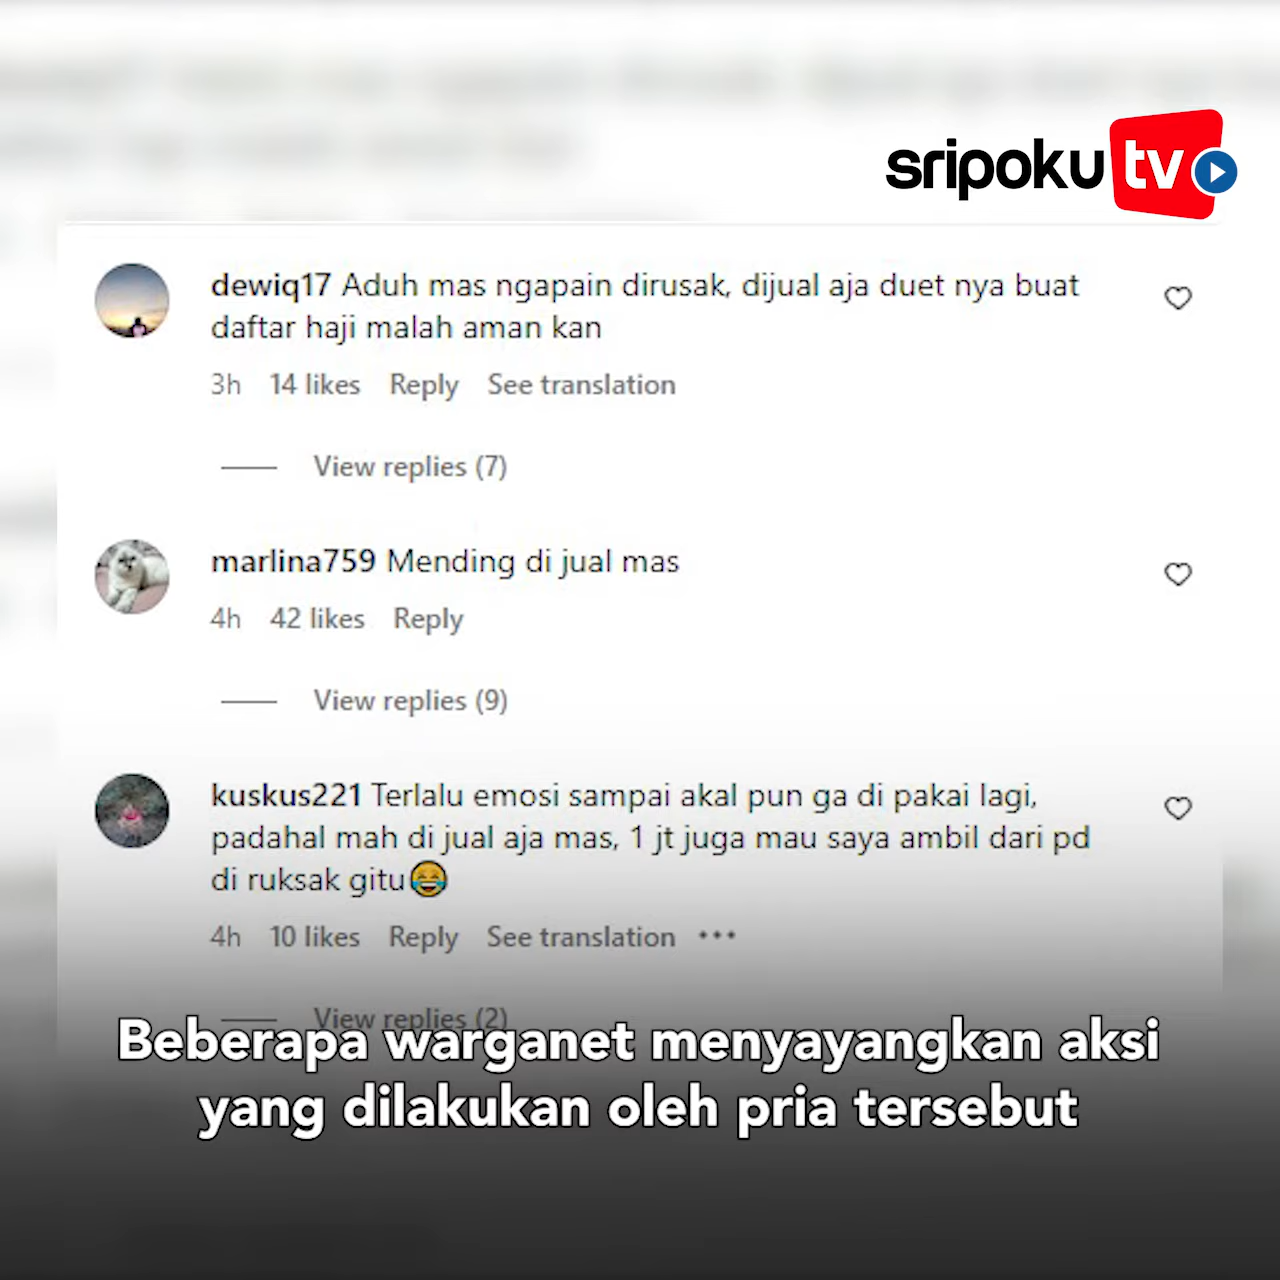 sripoku tv
dewiq17 Aduh mas ngapain dirusak, dijual aja duet nya buat
daftar haji malah aman kan
3h 14 likes Reply See translation
View replies (7)
marlina759 Mending di jual mas
4h 42 likes Reply
View replies (9)
kuskus221 Terlalu emosi sampai akal pun ga di pakai lagi,
padahal mah di jual aja mas, 1 jt juga mau saya ambil dari pd
di ruksak gitu😂
4h 10 likes Reply See translation •••
View replies (2)
Beberapa warganet menyayangkan aksi
yang dilakukan oleh pria tersebut